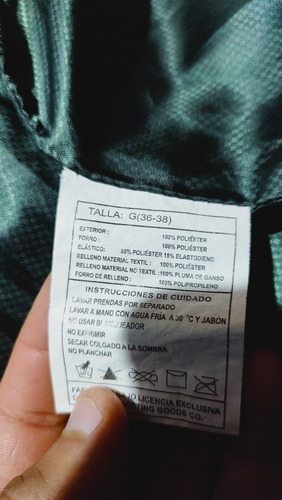 TALLA: G(36-38)
EXTERIOR : 100% POLIÉSTER
FORRO : 100% POLIÉSTER
ELÁSTICO: 85% POLIÉSTER 15% ELASTODIENO
RELLENO MATERIAL TEXTIL : 100% POLIÉSTER
RELLENO MATERIAL NO TEXTIL :100% PLUMA DE GANSO
FORRO DE RELLENO : 100% POLIPROPILENO
INSTRUCCIONES DE CUIDADO
LAVAR PRENDAS POR SEPARADO
LAVAR A MANO CON AGUA FRIA A 30 °C Y JABÓN
NO USAR BLANQUEADOR
NO EXPRIMIR
SECAR COLGADO A LA SOMBRA
NO PLANCHAR
LICENCIA EXCLUSIVA
GOODS CO.